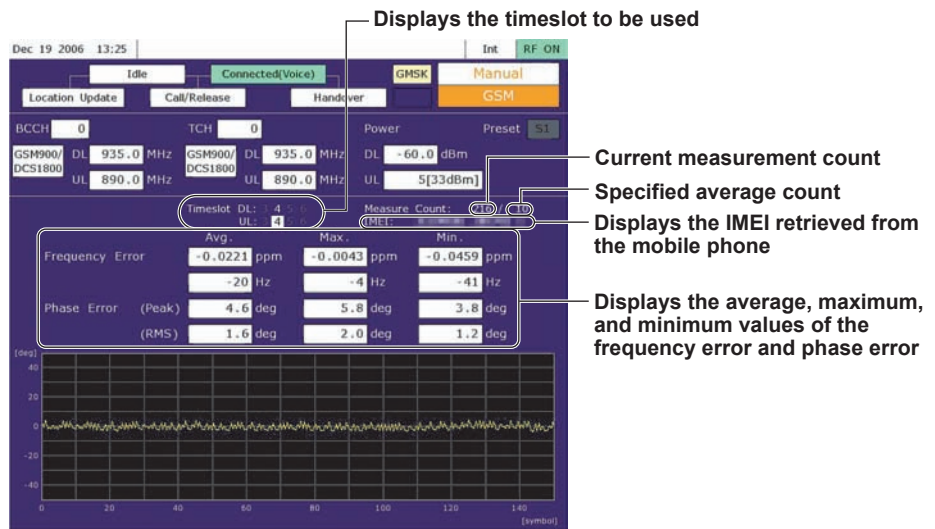 Displays the timeslot to be used
Dec 19 2006 13:25 Int RF ON
Idle Connected(Voice) GMSK Manual
Location Update Call/Release Handover GSM
BCCH 0 TCH 0 Power Preset S1
GSM900/ DL 935.0 MHz GSM900/ DL 935.0 MHz DL -60.0 dBm
DCS1800 DCS1800
UL 890.0 MHz UL 890.0 MHz UL 5[33dBm]
Current measurement count
Specified average count
Timeslot DL: 3 4 5 6 Measure Count: 216 / 10
UL: 3 4 5 6 IMEI:
Displays the IMEI retrieved from
the mobile phone
Avg. Max. Min.
Frequency Error -0.0221 ppm -0.0043 ppm -0.0459 ppm
-20 Hz -4 Hz -41 Hz
Phase Error (Peak) 4.6 deg 5.8 deg 3.8 deg
(RMS) 1.6 deg 2.0 deg 1.2 deg
Displays the average, maximum,
and minimum values of the
frequency error and phase error
[deg]
40
20
0
-20
-40
0 20 40 60 80 100 120 140
[symbol]